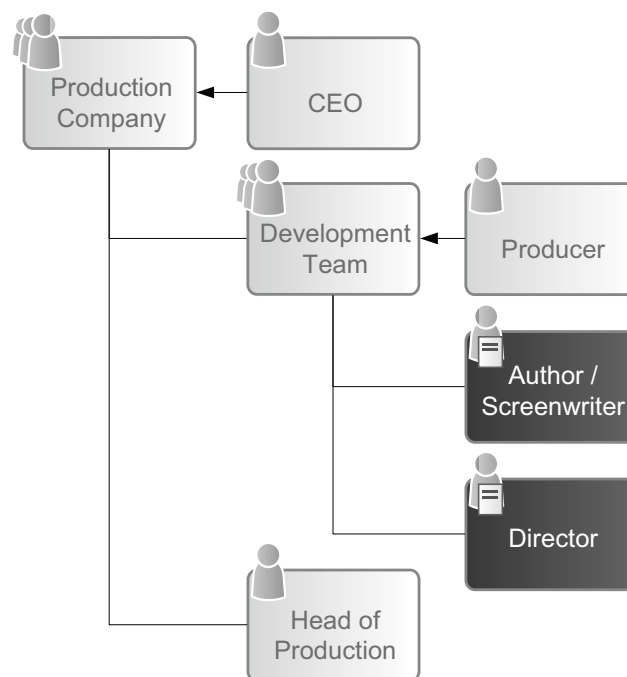 Production
Company
CEO
Development
Team
Producer
Author /
Screenwriter
Director
Head of
Production